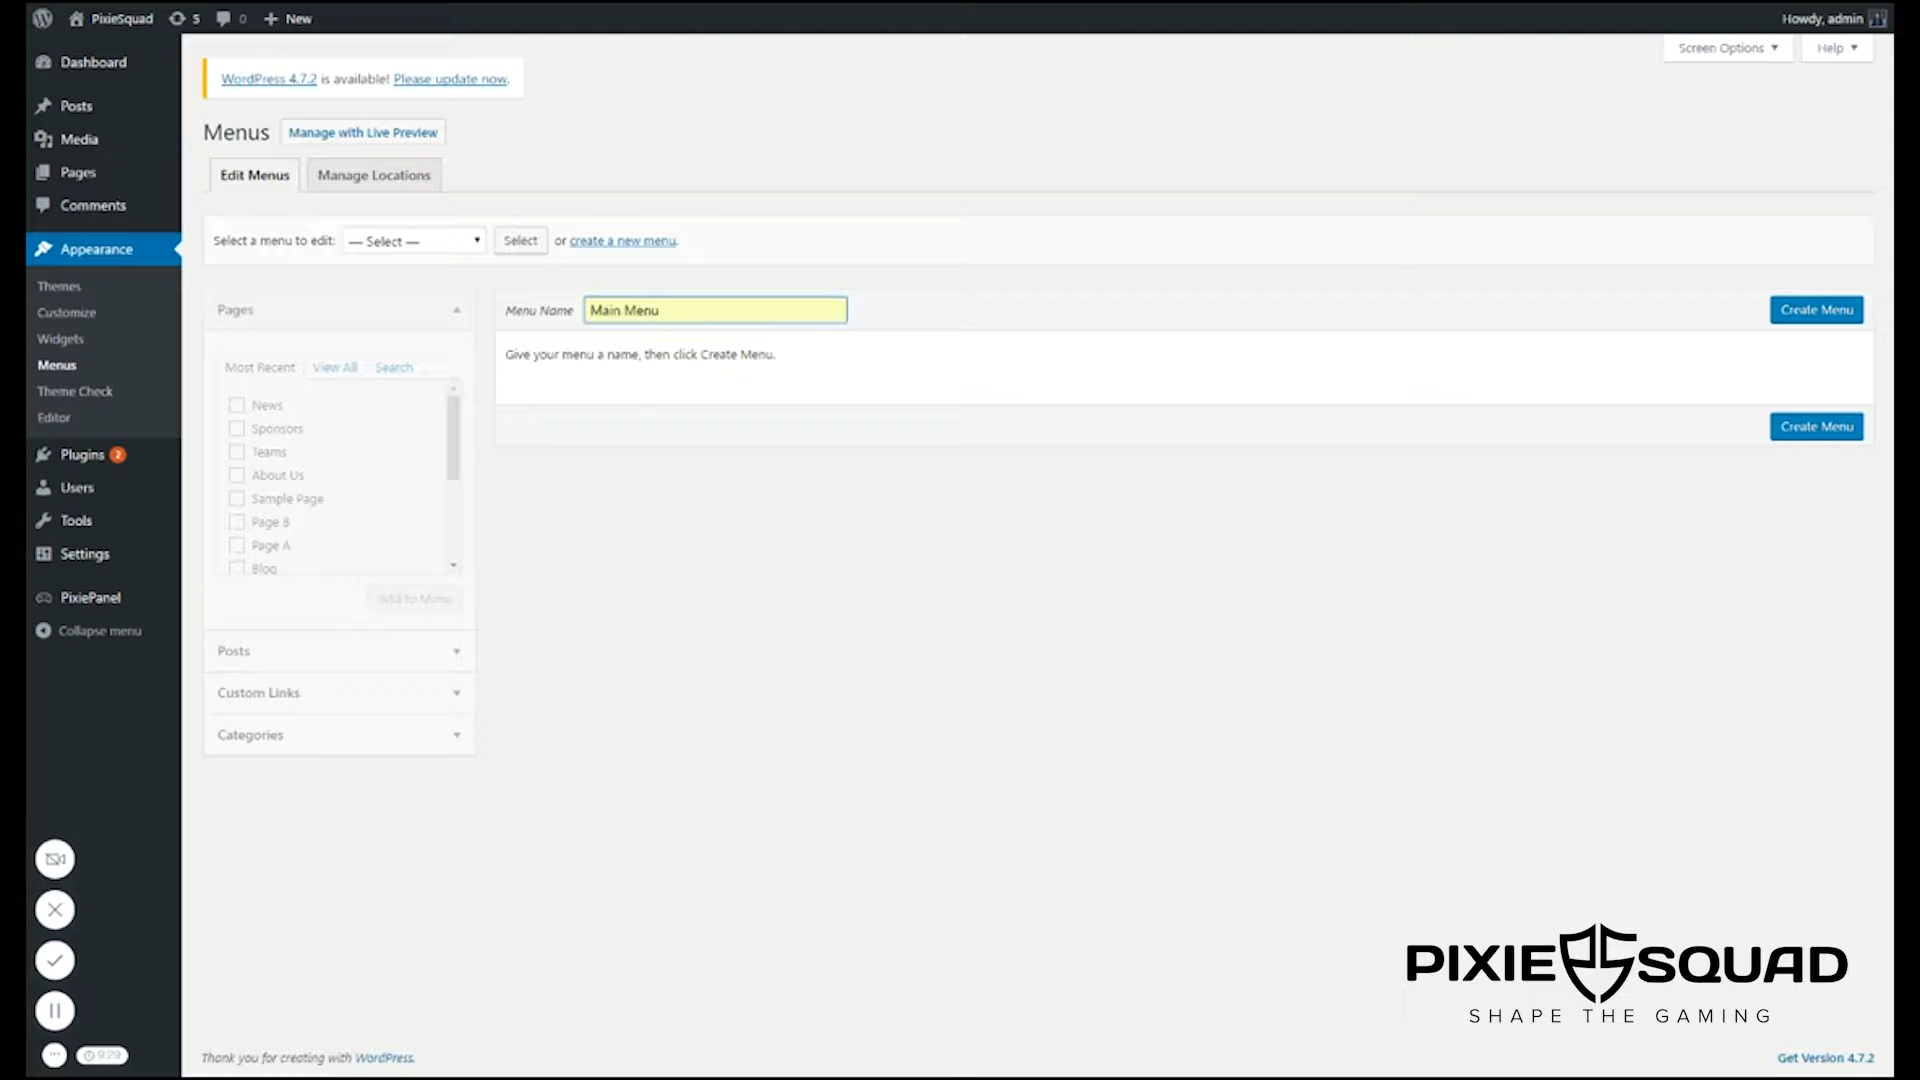 PixieSquad 5 0 New
Howdy, admin
Dashboard
Posts
Media
Pages
Comments
Appearance
Themes
Customize
Widgets
Menus
Theme Check
Editor
Plugins 2
Users
Tools
Settings
PixiePanel
Collapse menu
9:29
Screen Options Help
WordPress 4.7.2 is available! Please update now.
Menus Manage with Live Preview
Edit Menus Manage Locations
Select a menu to edit: — Select — Select or create a new menu.
Pages
Most Recent View All Search
News
Sponsors
Teams
About Us
Sample Page
Page B
Page A
Blog
Add to Menu
Posts
Custom Links
Categories
Menu Name Main Menu Create Menu
Give your menu a name, then click Create Menu.
Create Menu
PIXIE PS SQUAD
SHAPE THE GAMING
Thank you for creating with WordPress.
Get Version 4.7.2